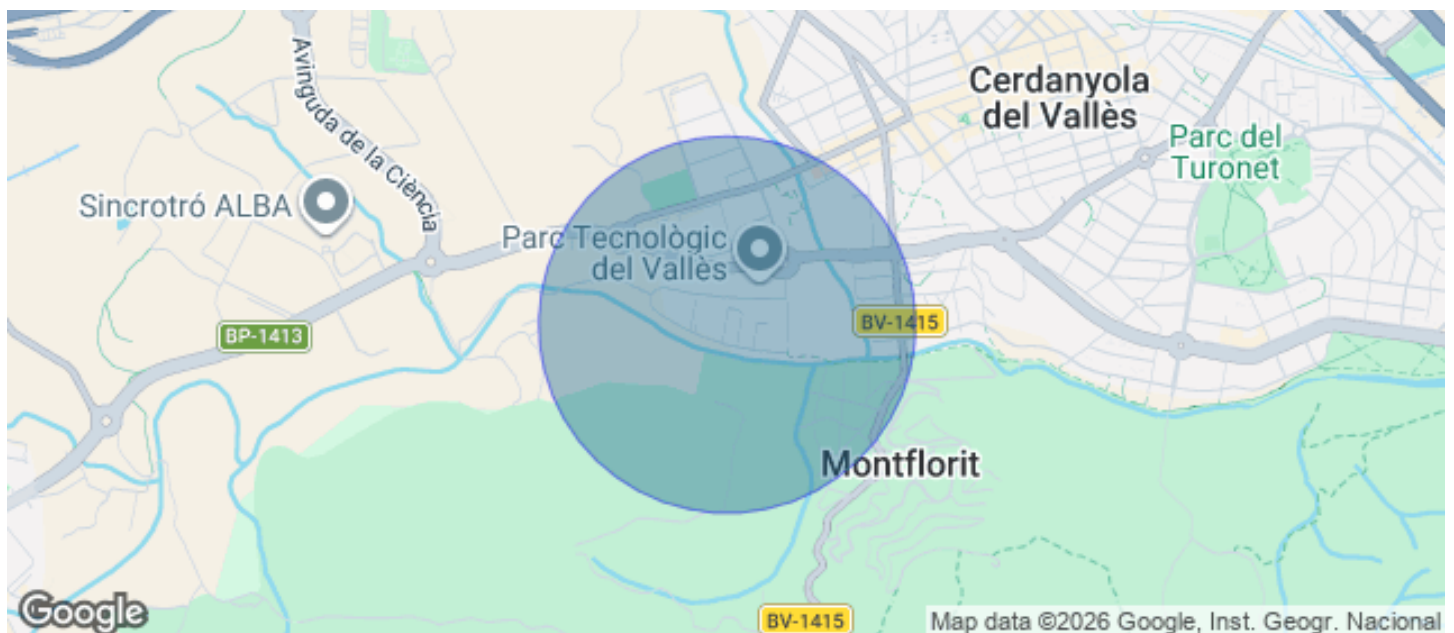 Cerdanyola
del Vallès
Parc del
Turonet
Avinguda de la Ciència
Sincrotró ALBA
Parc Tecnològic
del Vallès
BV-1415
BP-1413
Montflorit
Google
BV-1415
Map data ©2026 Google, Inst. Geogr. Nacional